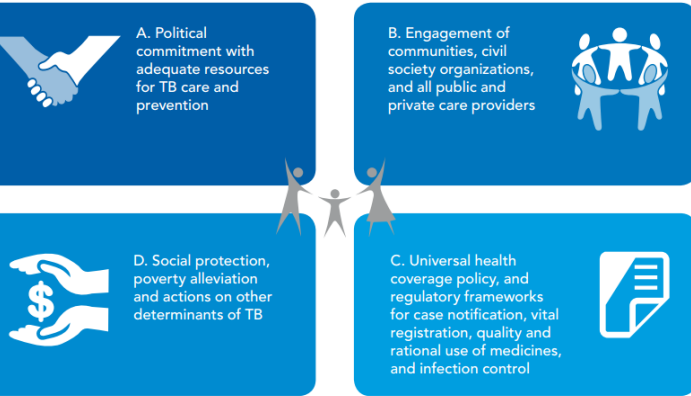 A. Political
commitment with
adequate resources
for TB care and
prevention
B. Engagement of
communities, civil
society organizations,
and all public and
private care providers
D. Social protection,
poverty alleviation
and actions on other
determinants of TB
$
C. Universal health
coverage policy, and
regulatory frameworks
for case notification, vital
registration, quality and
rational use of medicines,
and infection control